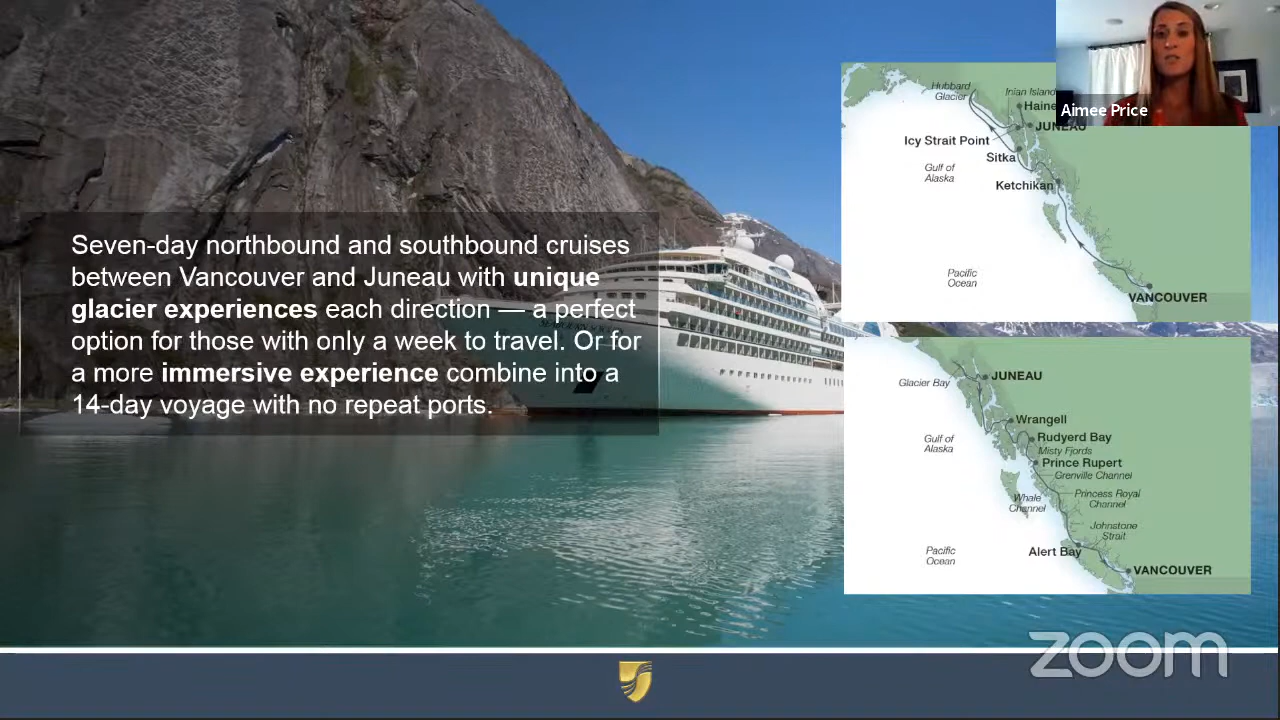 Seven-day northbound and southbound cruises
between Vancouver and Juneau with unique
glacier experiences each direction — a perfect
option for those with only a week to travel. Or for
a more immersive experience combine into a
14-day voyage with no repeat ports.
Aimee Price
Hubbard
Glacier
Inian Island
Haine
JUNEAU
Icy Strait Point
Sitka
Gulf of
Alaska
Ketchikan
Pacific
Ocean
VANCOUVER
JUNEAU
Glacier Bay
Wrangell
Rudyerd Bay
Gulf of
Alaska
Misty Fjords
Prince Rupert
Grenville Channel
Princess Royal
Channel
Whale
Channel
Johnstone
Strait
Alert Bay
Pacific
Ocean
VANCOUVER
zoom